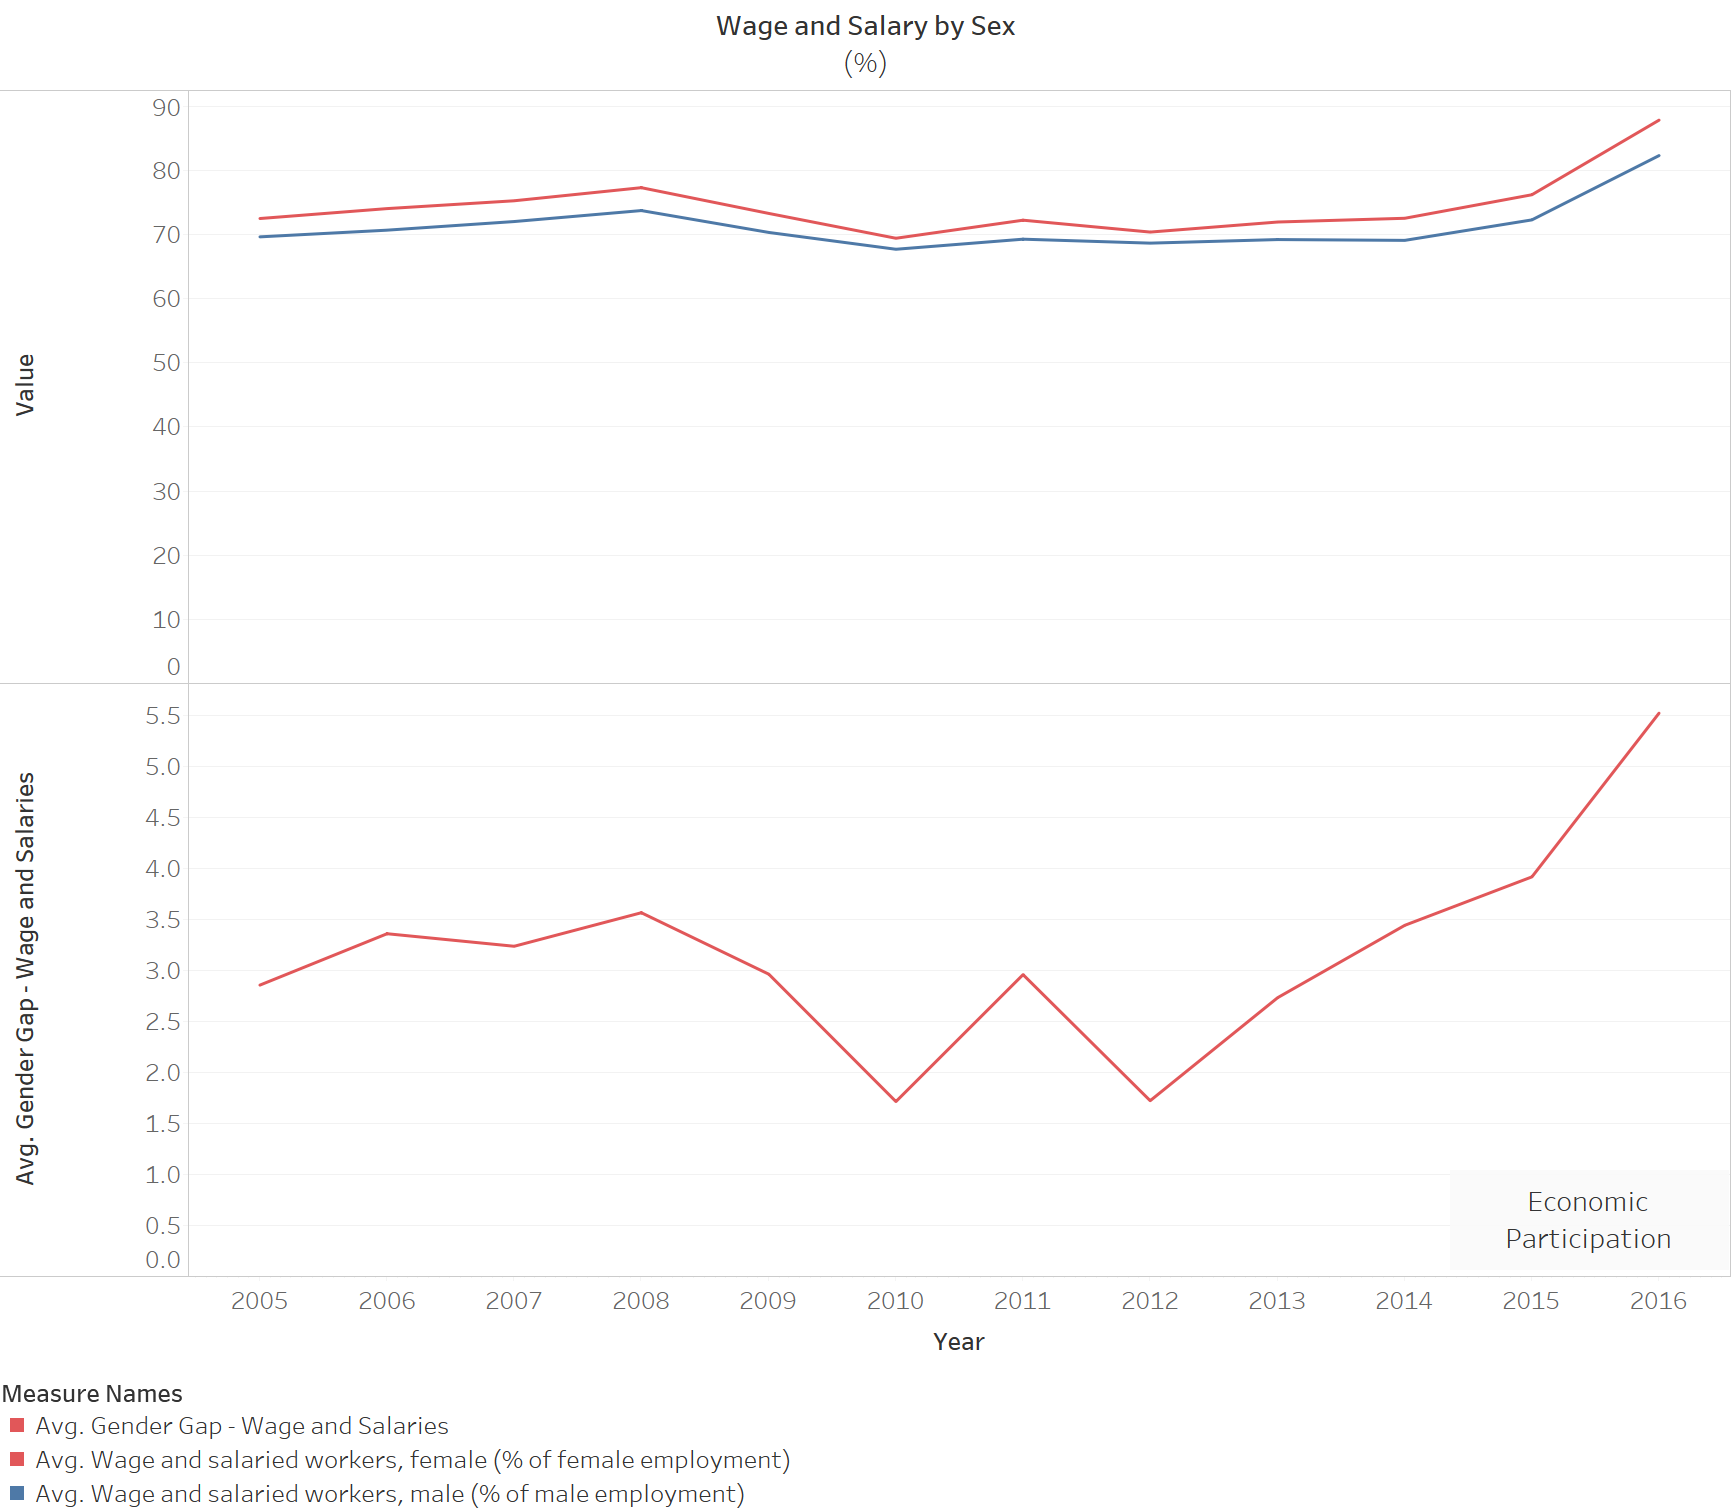 Wage and Salary by Sex
(%)
Value
90
80
70
60
50
40
30
20
10
0
Avg. Gender Gap - Wage and Salaries
5.5
5.0
4.5
4.0
3.5
3.0
2.5
2.0
1.5
1.0
0.5
0.0
Economic
Participation
2005 2006 2007 2008 2009 2010 2011 2012 2013 2014 2015 2016
Year
Measure Names
Avg. Gender Gap - Wage and Salaries
Avg. Wage and salaried workers, female (% of female employment)
Avg. Wage and salaried workers, male (% of male employment)